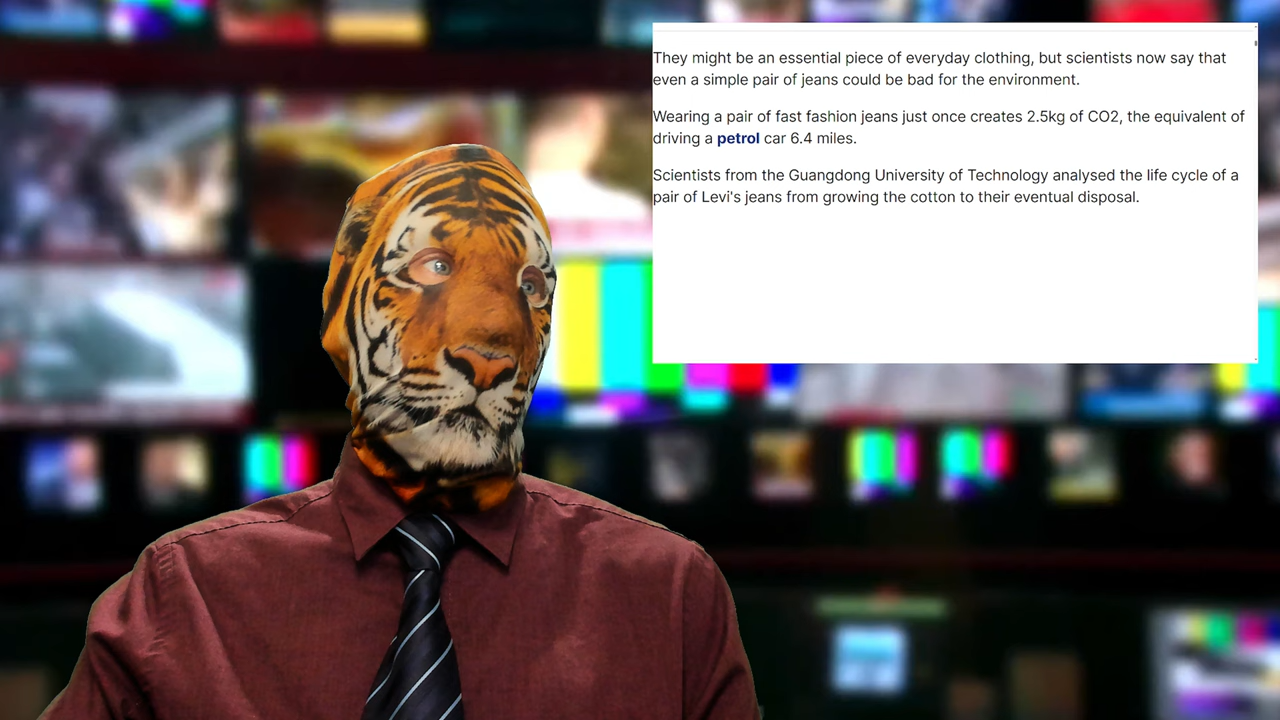 They might be an essential piece of everyday clothing, but scientists now say that
even a simple pair of jeans could be bad for the environment.
Wearing a pair of fast fashion jeans just once creates 2.5kg of CO2, the equivalent of
driving a petrol car 6.4 miles.
Scientists from the Guangdong University of Technology analysed the life cycle of a
pair of Levi's jeans from growing the cotton to their eventual disposal.